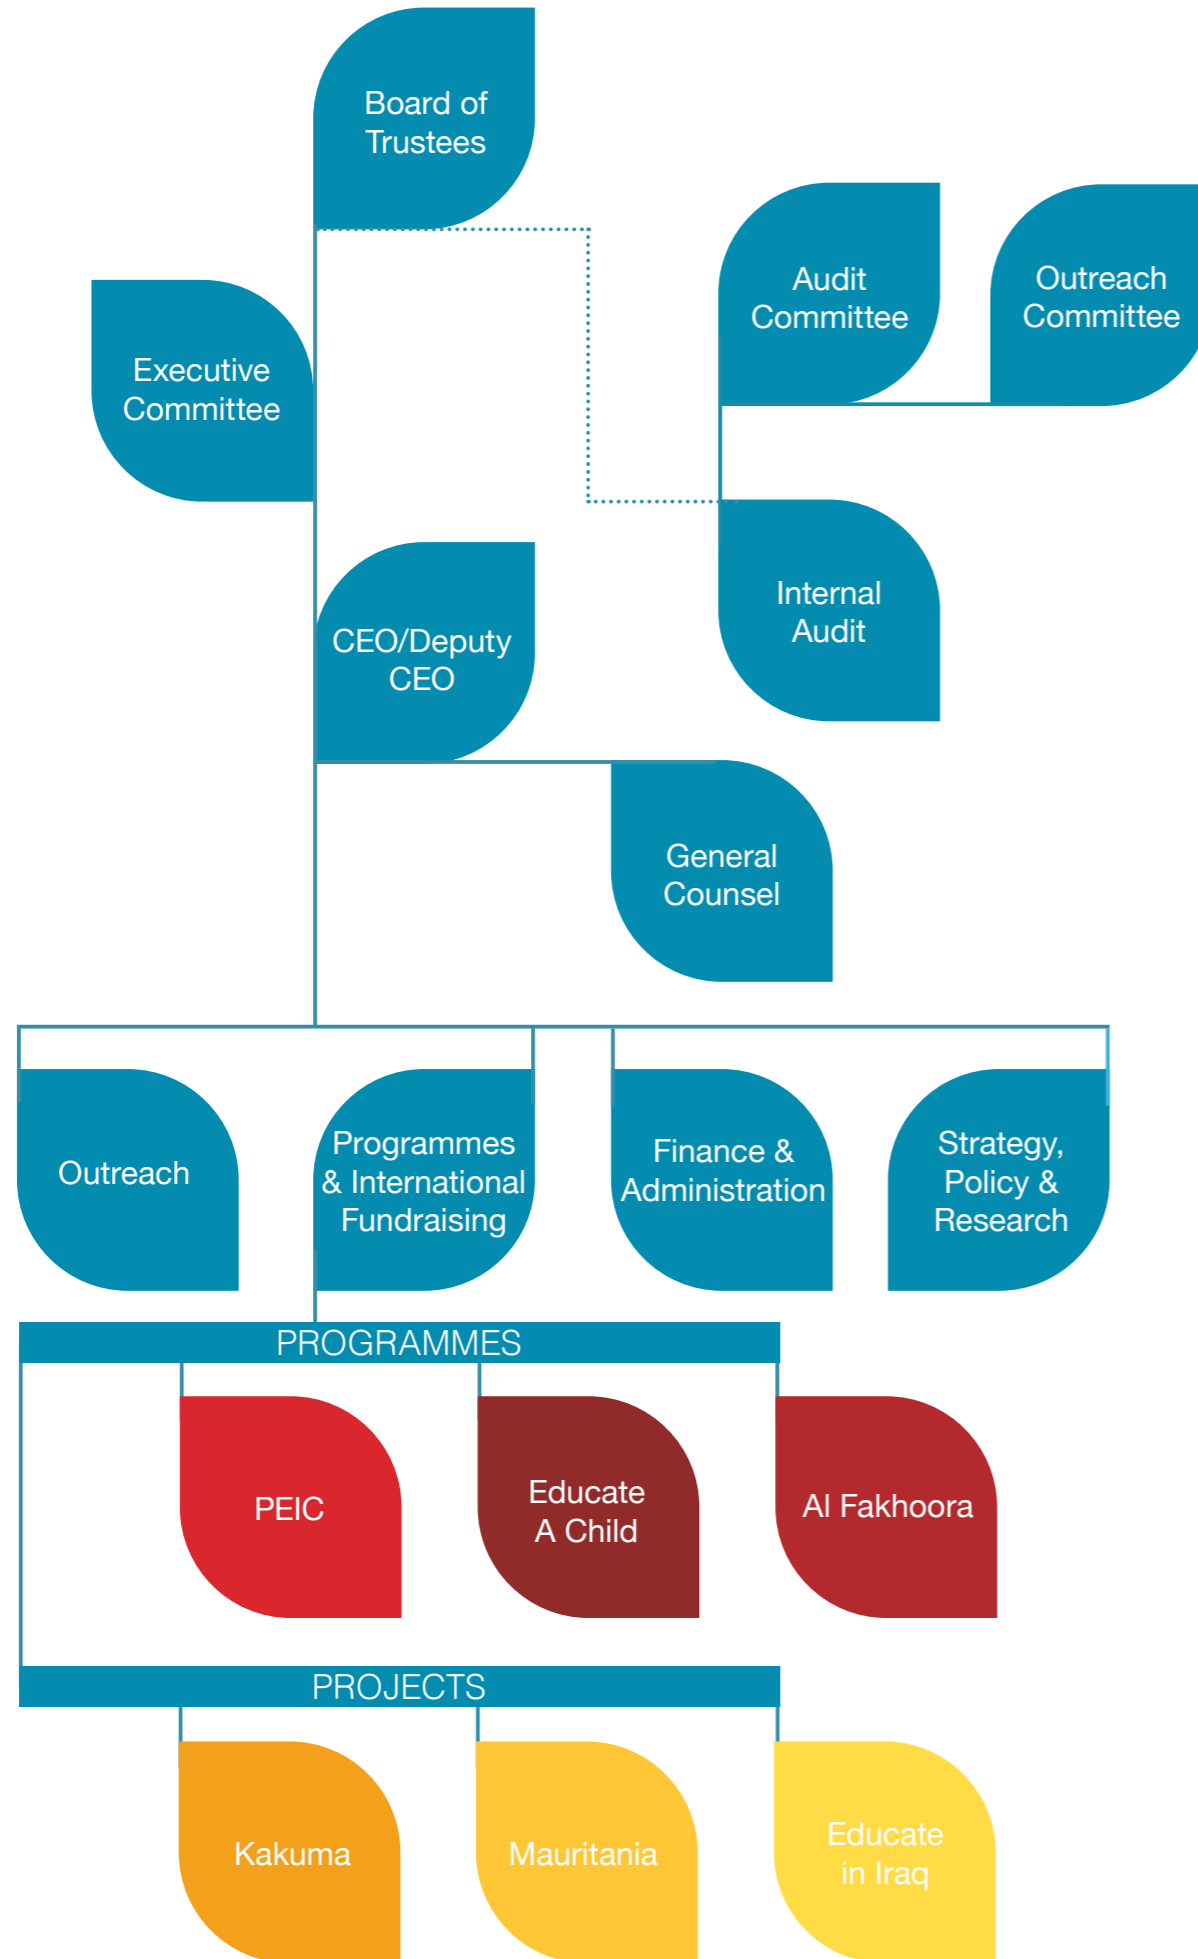 Board of
Trustees
Audit
Committee
Outreach
Committee
Executive
Committee
Internal
Audit
CEO/Deputy
CEO
General
Counsel
Outreach
Programmes
& International
Fundraising
Finance &
Administration
Strategy,
Policy &
Research
PROGRAMMES
PEIC
Educate
A Child
Al Fakhoora
PROJECTS
Kakuma
Mauritania
Educate
in Iraq